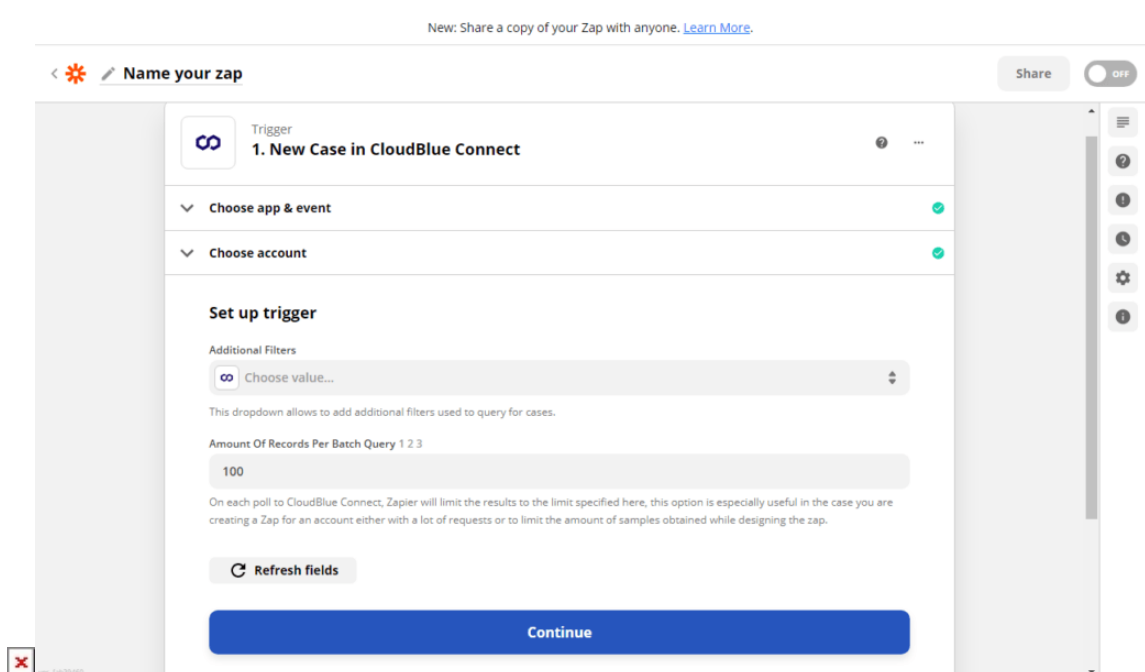 New: Share a copy of your Zap with anyone. Learn More.
Name your zap
Share
OFF
Trigger
1. New Case in CloudBlue Connect
Choose app & event
Choose account
Set up trigger
Additional Filters
Choose value...
This dropdown allows to add additional filters used to query for cases.
Amount Of Records Per Batch Query 1 2 3
100
On each poll to CloudBlue Connect, Zapier will limit the results to the limit specified here, this option is especially useful in the case you are
creating a Zap for an account either with a lot of requests or to limit the amount of samples obtained while designing the zap.
Refresh fields
Continue